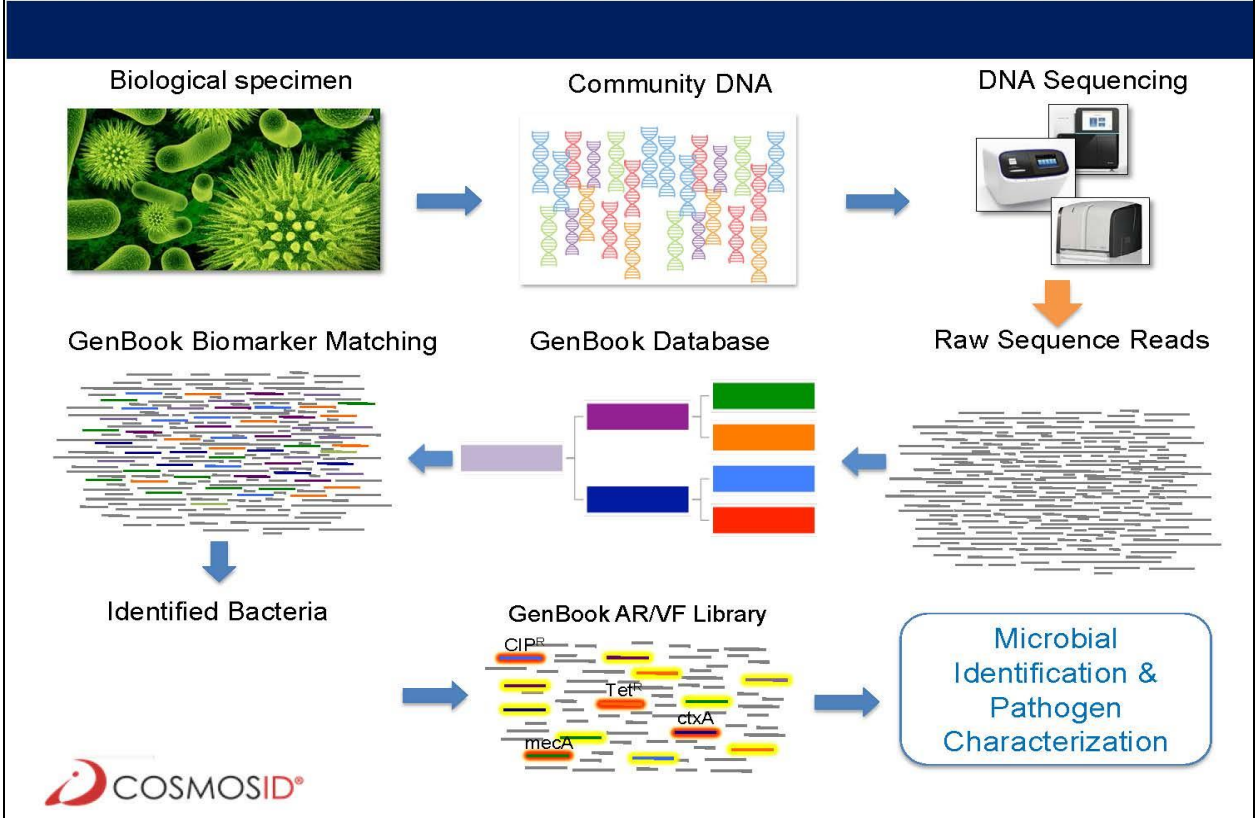 Biological specimen
Community DNA
DNA Sequencing
GenBook Biomarker Matching
GenBook Database
Raw Sequence Reads
Identified Bacteria
GenBook AR/VF Library
CIPᴿ
Tetᴿ
ctxA
mecA
Microbial
Identification &
Pathogen
Characterization
COSMOSID®